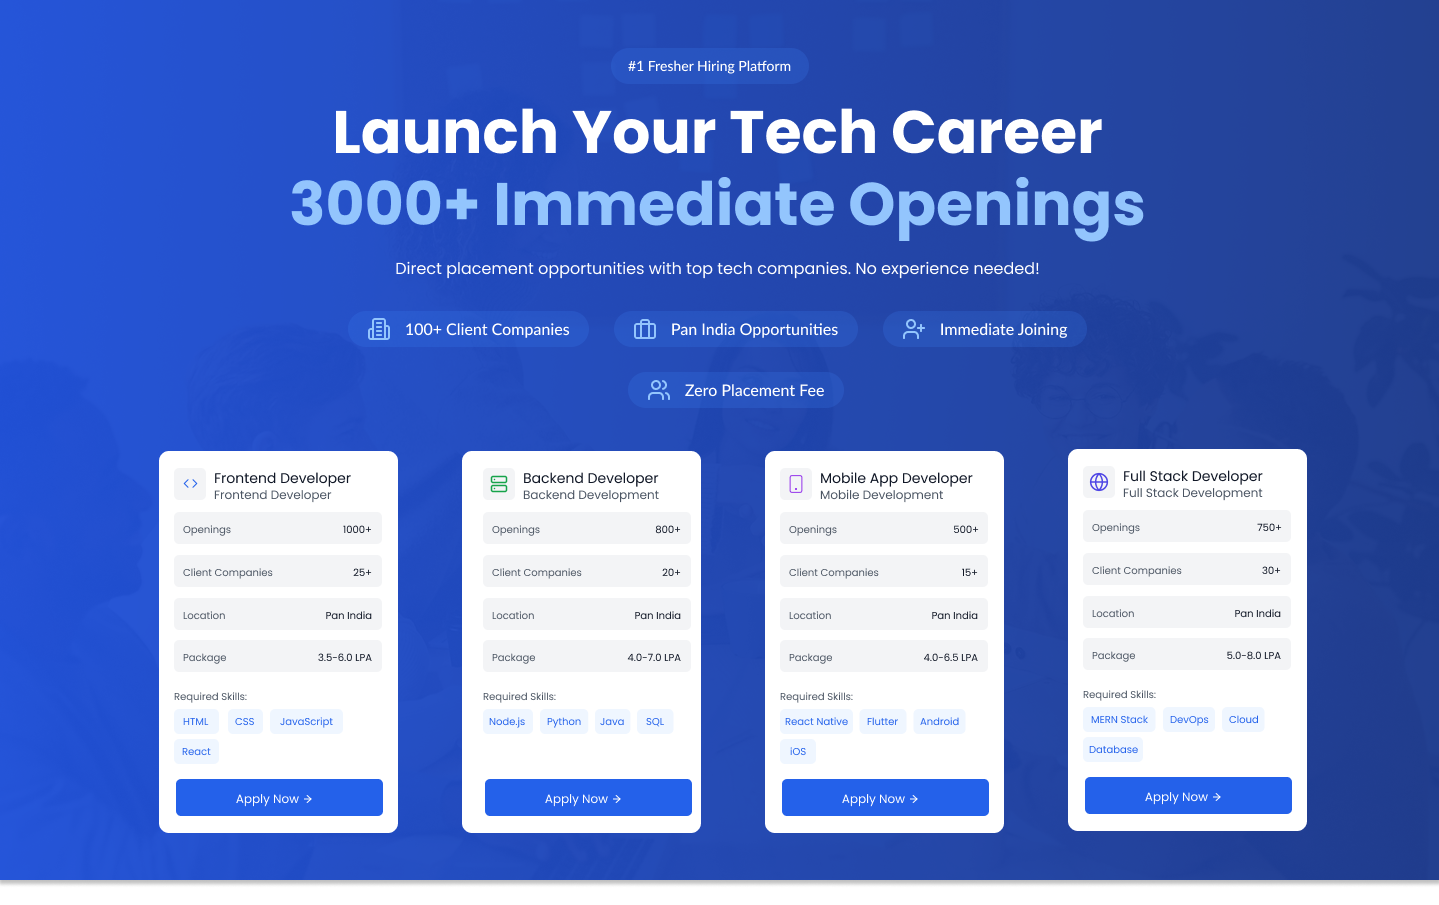 #1 Fresher Hiring Platform
Launch Your Tech Career
3000+ Immediate Openings
Direct placement opportunities with top tech companies. No experience needed!
100+ Client Companies
Pan India Opportunities
Immediate Joining
Zero Placement Fee
Frontend Developer
Frontend Developer
Openings 1000+
Client Companies 25+
Location Pan India
Package 3.5-6.0 LPA
Required Skills:
HTML CSS JavaScript
React
Apply Now →
Backend Developer
Backend Development
Openings 800+
Client Companies 20+
Location Pan India
Package 4.0-7.0 LPA
Required Skills:
Node.js Python Java SQL
Apply Now →
Mobile App Developer
Mobile Development
Openings 500+
Client Companies 15+
Location Pan India
Package 4.0-6.5 LPA
Required Skills:
React Native Flutter Android
iOS
Apply Now →
Full Stack Developer
Full Stack Development
Openings 750+
Client Companies 30+
Location Pan India
Package 5.0-8.0 LPA
Required Skills:
MERN Stack DevOps Cloud
Database
Apply Now →